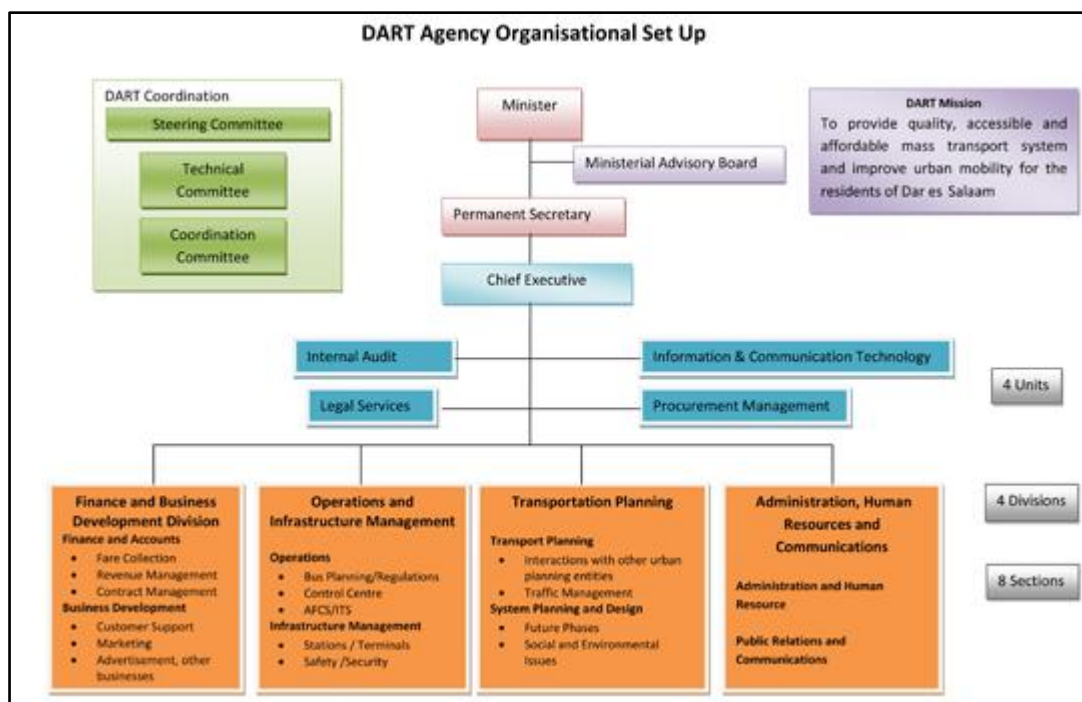 DART Agency Organisational Set Up
DART Coordination
Steering Committee
Technical
Committee
Coordination
Committee
Minister
Ministerial Advisory Board
Permanent Secretary
Chief Executive
DART Mission
To provide quality, accessible and
affordable mass transport system
and improve urban mobility for the
residents of Dar es Salaam
Internal Audit
Information & Communication Technology
Legal Services
Procurement Management
4 Units
Finance and Business
Development Division
Finance and Accounts
• Fare Collection
• Revenue Management
• Contract Management
Business Development
• Customer Support
• Marketing
• Advertisement, other
businesses
Operations and
Infrastructure Management
Operations
• Bus Planning/Regulations
• Control Centre
• AFCS/ITS
Infrastructure Management
• Stations / Terminals
• Safety /Security
Transportation Planning
Transport Planning
• Interactions with other urban
planning entities
• Traffic Management
System Planning and Design
• Future Phases
• Social and Environmental
Issues
Administration, Human
Resources and
Communications
Administration and Human
Resource
Public Relations and
Communications
4 Divisions
8 Sections